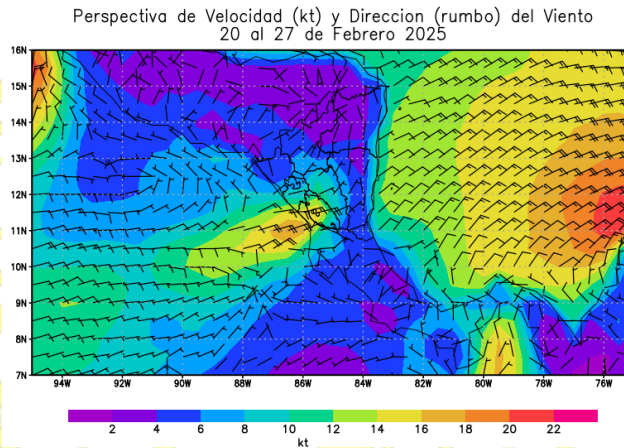 Perspectiva de Velocidad (kt) y Direccion (rumbo) del Viento
20 al 27 de Febrero 2025
16N
15N
14N
13N
12N
11N
10N
9N
8N
7N
94W 92W 90W 88W 86W 84W 82W 80W 78W 76W
2 4 6 8 10 12 14 16 18 20 22
kt